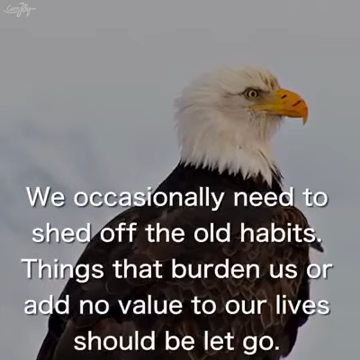 We occasionally need to
shed off the old habits.
Things that burden us or
add no value to our lives
should be let go.